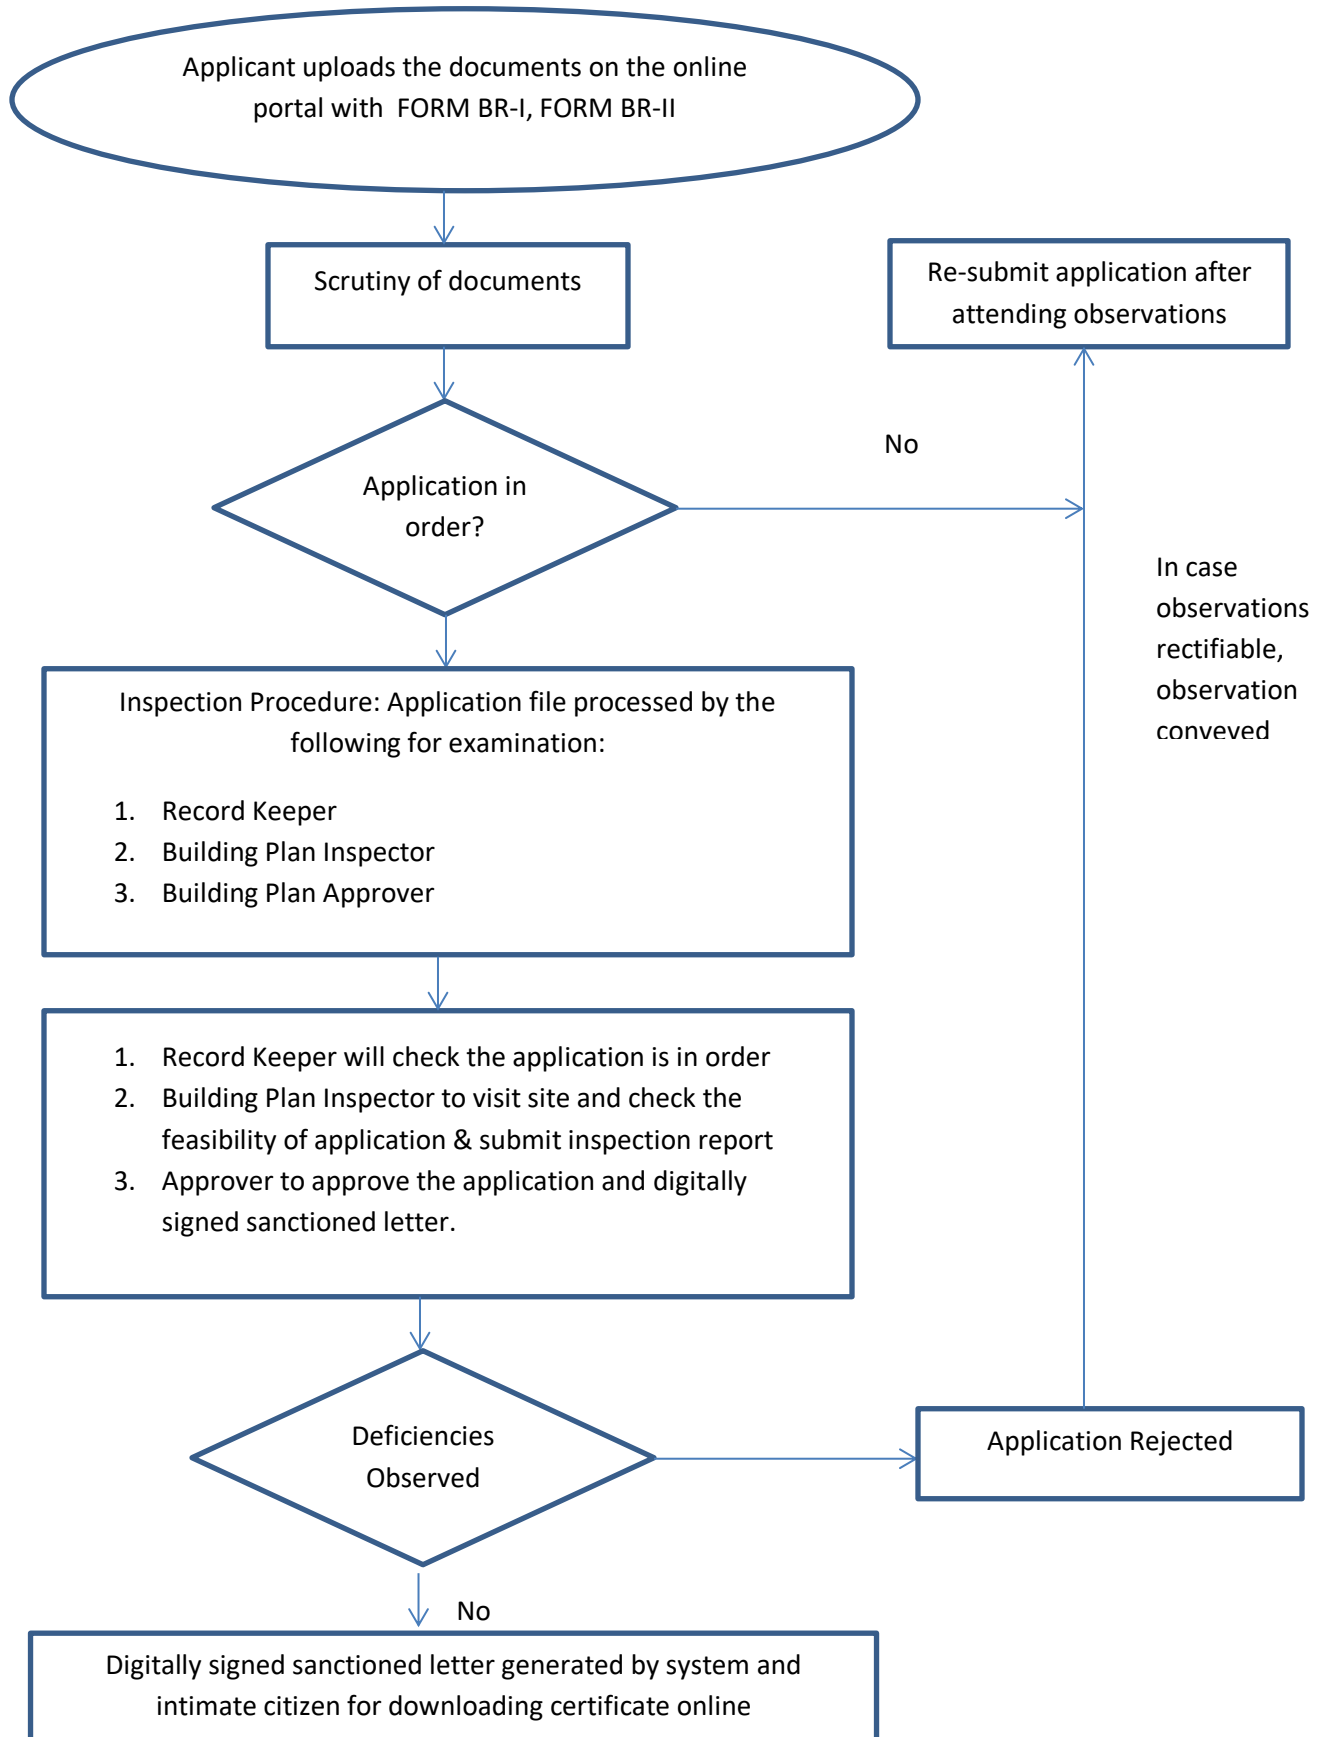 Applicant uploads the documents on the online
portal with  FORM BR-I, FORM BR-II
Scrutiny of documents
Re-submit application after
attending observations
No
Application in
order?
In case
observations
rectifiable,
observation
conveyed
Inspection Procedure: Application file processed by the
following for examination:
1. Record Keeper
2. Building Plan Inspector
3. Building Plan Approver
1. Record Keeper will check the application is in order
2. Building Plan Inspector to visit site and check the
feasibility of application & submit inspection report
3. Approver to approve the application and digitally
signed sanctioned letter.
Deficiencies
Observed
Application Rejected
No
Digitally signed sanctioned letter generated by system and
intimate citizen for downloading certificate online